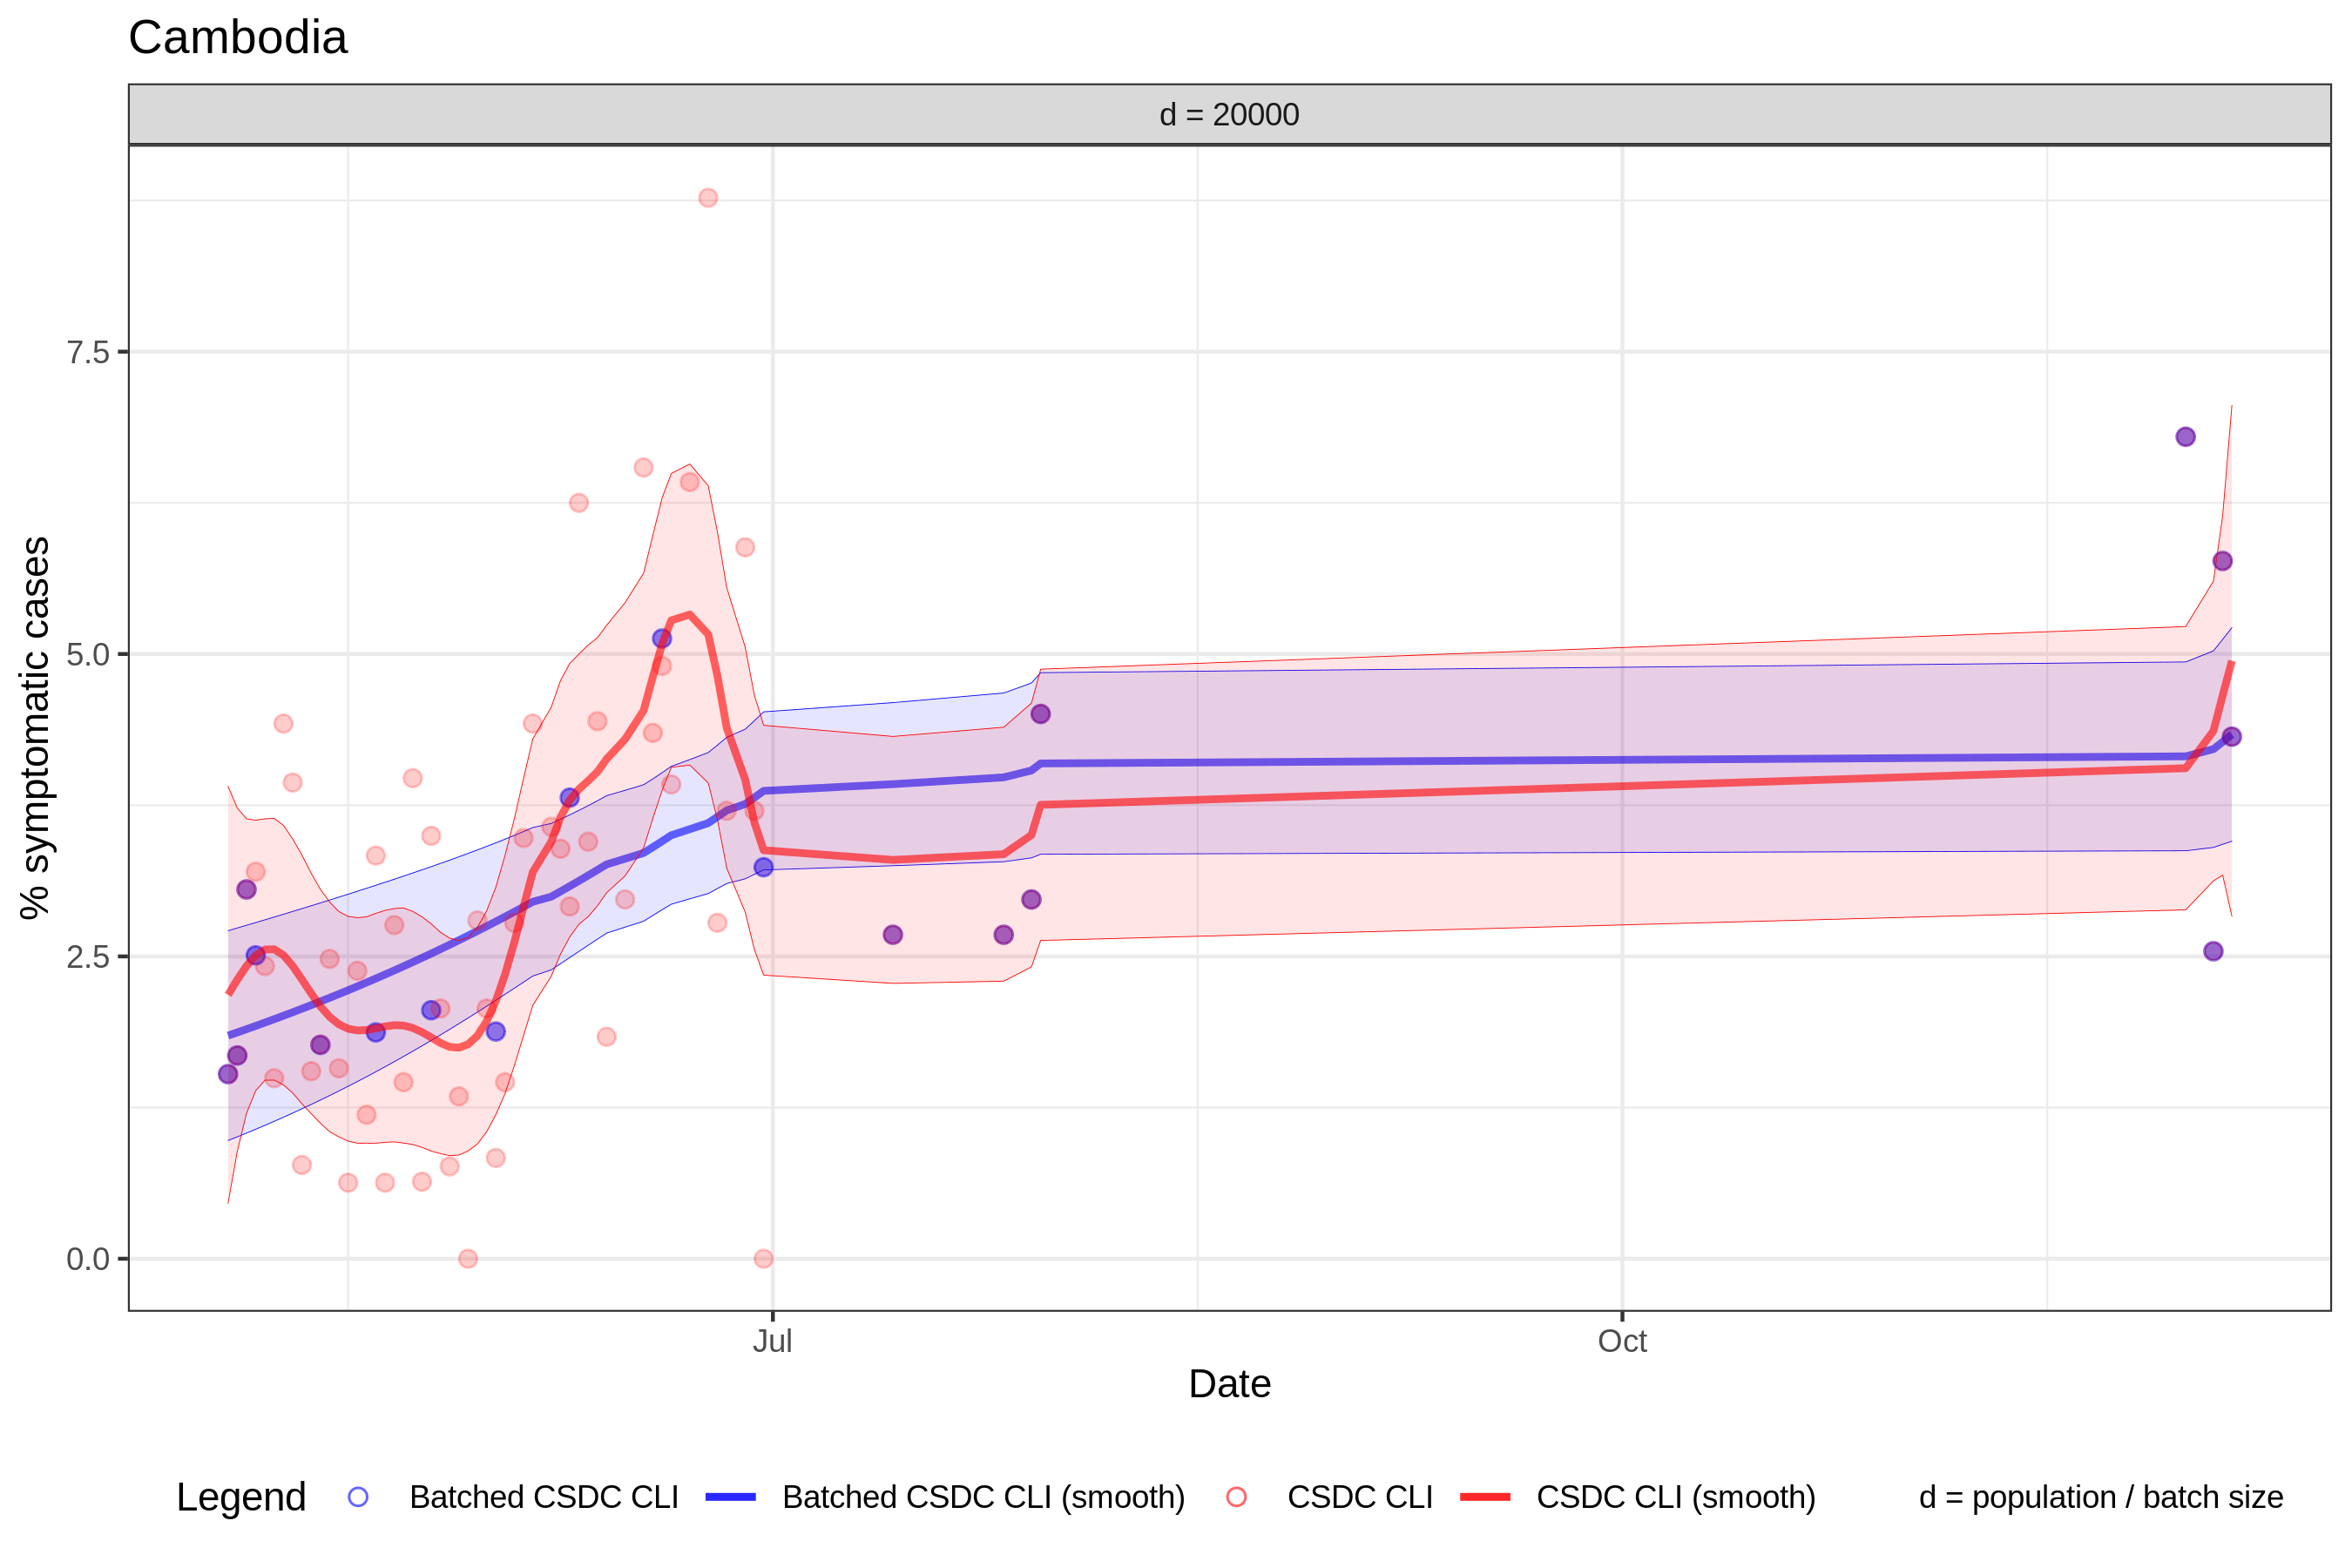 Cambodia
d = 20000
7.5
5.0
2.5
0.0
% symptomatic cases
Jul
Oct
Date
Legend Batched CSDC CLI Batched CSDC CLI (smooth) CSDC CLI CSDC CLI (smooth) d = population / batch size